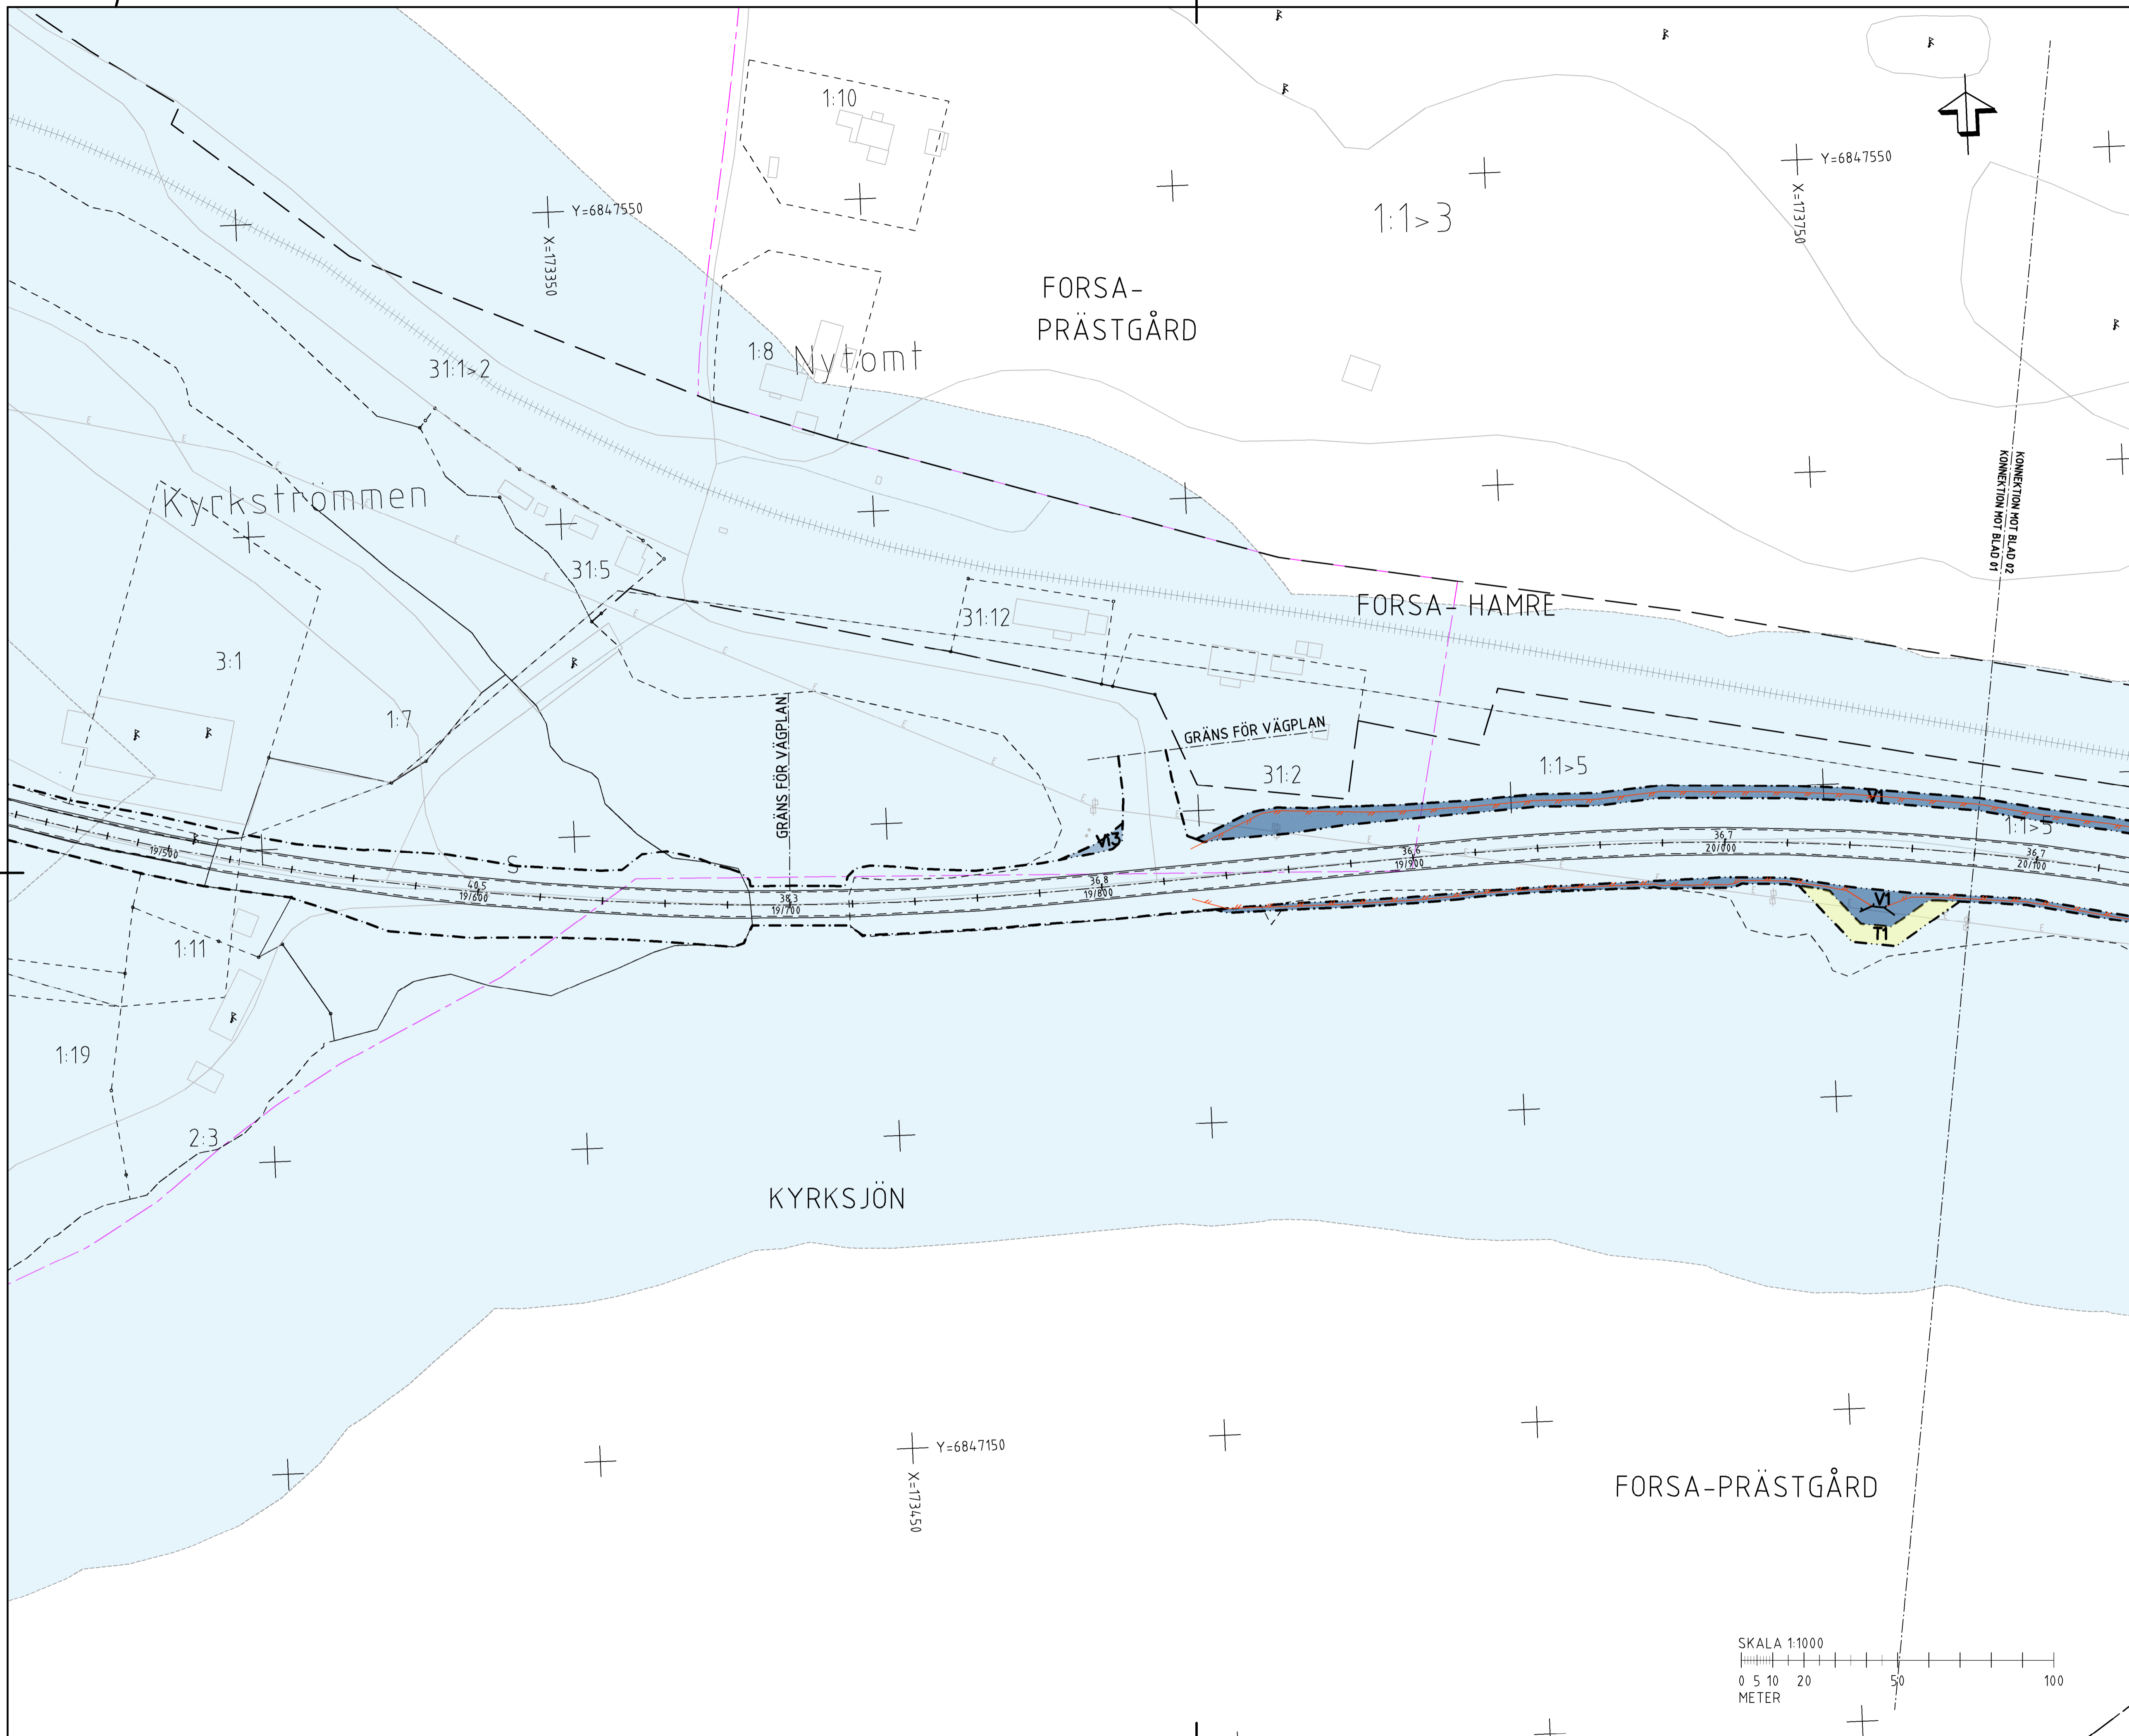 1:10
Y=6847550
X=173750
1:1>3
Y=6847550
X=173350
FORSA-
PRÄSTGÅRD
1:8
Nytomt
31:1>2
KONNEKTION MOT BLAD 02
KONNEKTION MOT BLAD 01
Kyrkströmmen
31:5
31:12
FORSA- HAMRE
3:1
1:7
GRÄNS FÖR VÄGPLAN
GRÄNS FÖR VÄGPLAN
31:2
1:1>5
V1
1:1>5
Vi3
S
19/500
40,5
19/600
38,3
19/700
36,8
19/800
36,6
19/900
36,7
20/000
36,7
20/100
V1
T1
1:11
1:19
2:3
KYRKSJÖN
Y=6847150
X=173450
FORSA-PRÄSTGÅRD
SKALA 1:1000
0 5 10 20 50 100
METER